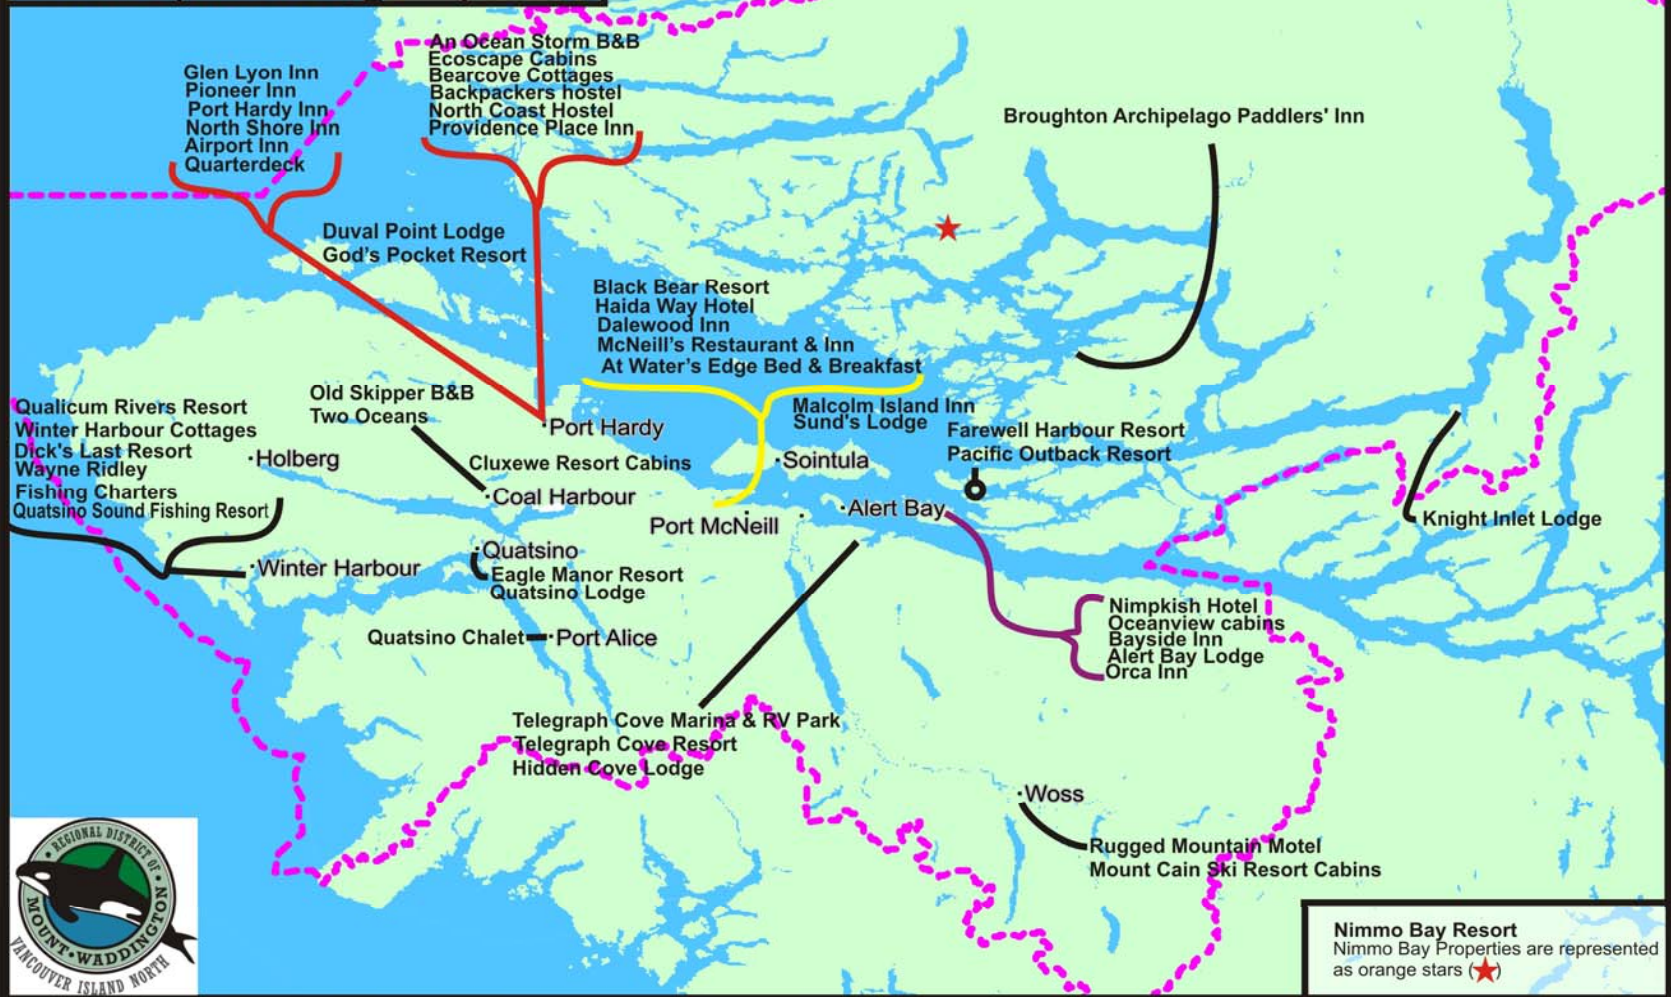 An Ocean Storm B&B
Ecoscape Cabins
Bearcove Cottages
Backpackers hostel
North Coast Hostel
Providence Place Inn
Glen Lyon Inn
Pioneer Inn
Port Hardy Inn
North Shore Inn
Airport Inn
Quarterdeck
Broughton Archipelago Paddlers' Inn
Duval Point Lodge
God's Pocket Resort
Black Bear Resort
Haida Way Hotel
Dalewood Inn
McNeill's Restaurant & Inn
At Water's Edge Bed & Breakfast
Old Skipper B&B
Two Oceans
Qualicum Rivers Resort
Winter Harbour Cottages
Dick's Last Resort
Wayne Ridley
Fishing Charters
Quatsino Sound Fishing Resort
Malcolm Island Inn
Sund's Lodge
Farewell Harbour Resort
Pacific Outback Resort
Port Hardy
Holberg
Cluxewe Resort Cabins
Sointula
Coal Harbour
Alert Bay
Port McNeill
Knight Inlet Lodge
Quatsino
Eagle Manor Resort
Quatsino Lodge
Winter Harbour
Quatsino Chalet
Port Alice
Nimpkish Hotel
Oceanview cabins
Bayside Inn
Alert Bay Lodge
Orca Inn
Telegraph Cove Marina & RV Park
Telegraph Cove Resort
Hidden Cove Lodge
Woss
Rugged Mountain Motel
Mount Cain Ski Resort Cabins
REGIONAL DISTRICT OF
MOUNT WADDINGTON
VANCOUVER ISLAND NORTH
Nimmo Bay Resort
Nimmo Bay Properties are represented
as orange stars (★)